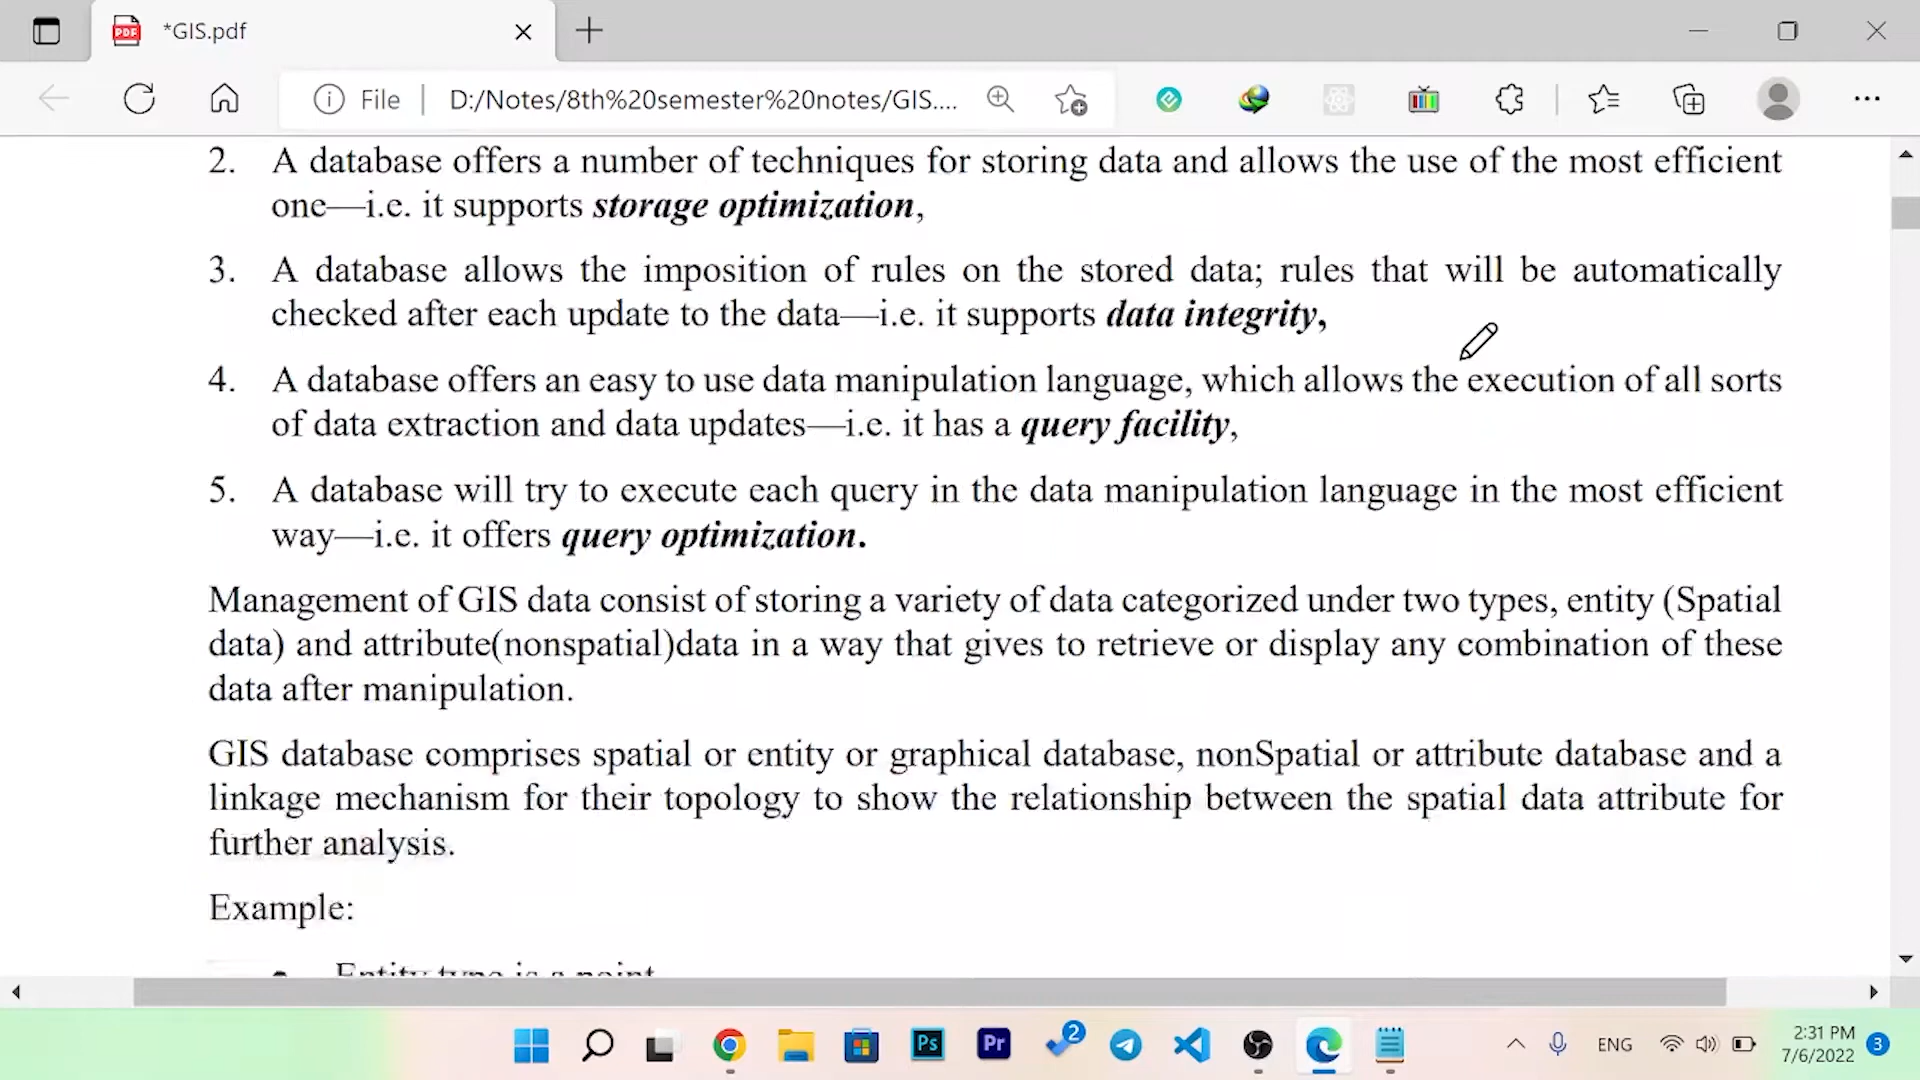 *GIS.pdf
File
D:/Notes/8th%20semester%20notes/GIS....
2. A database offers a number of techniques for storing data and allows the use of the most efficient
one—i.e. it supports storage optimization,
3. A database allows the imposition of rules on the stored data; rules that will be automatically
checked after each update to the data—i.e. it supports data integrity,
4. A database offers an easy to use data manipulation language, which allows the execution of all sorts
of data extraction and data updates—i.e. it has a query facility,
5. A database will try to execute each query in the data manipulation language in the most efficient
way—i.e. it offers query optimization.
Management of GIS data consist of storing a variety of data categorized under two types, entity (Spatial
data) and attribute(nonspatial)data in a way that gives to retrieve or display any combination of these
data after manipulation.
GIS database comprises spatial or entity or graphical database, nonSpatial or attribute database and a
linkage mechanism for their topology to show the relationship between the spatial data attribute for
further analysis.
Example:
• Entity type is a point
PDF
Ps
Pr
2
ENG
2:31 PM
7/6/2022
3